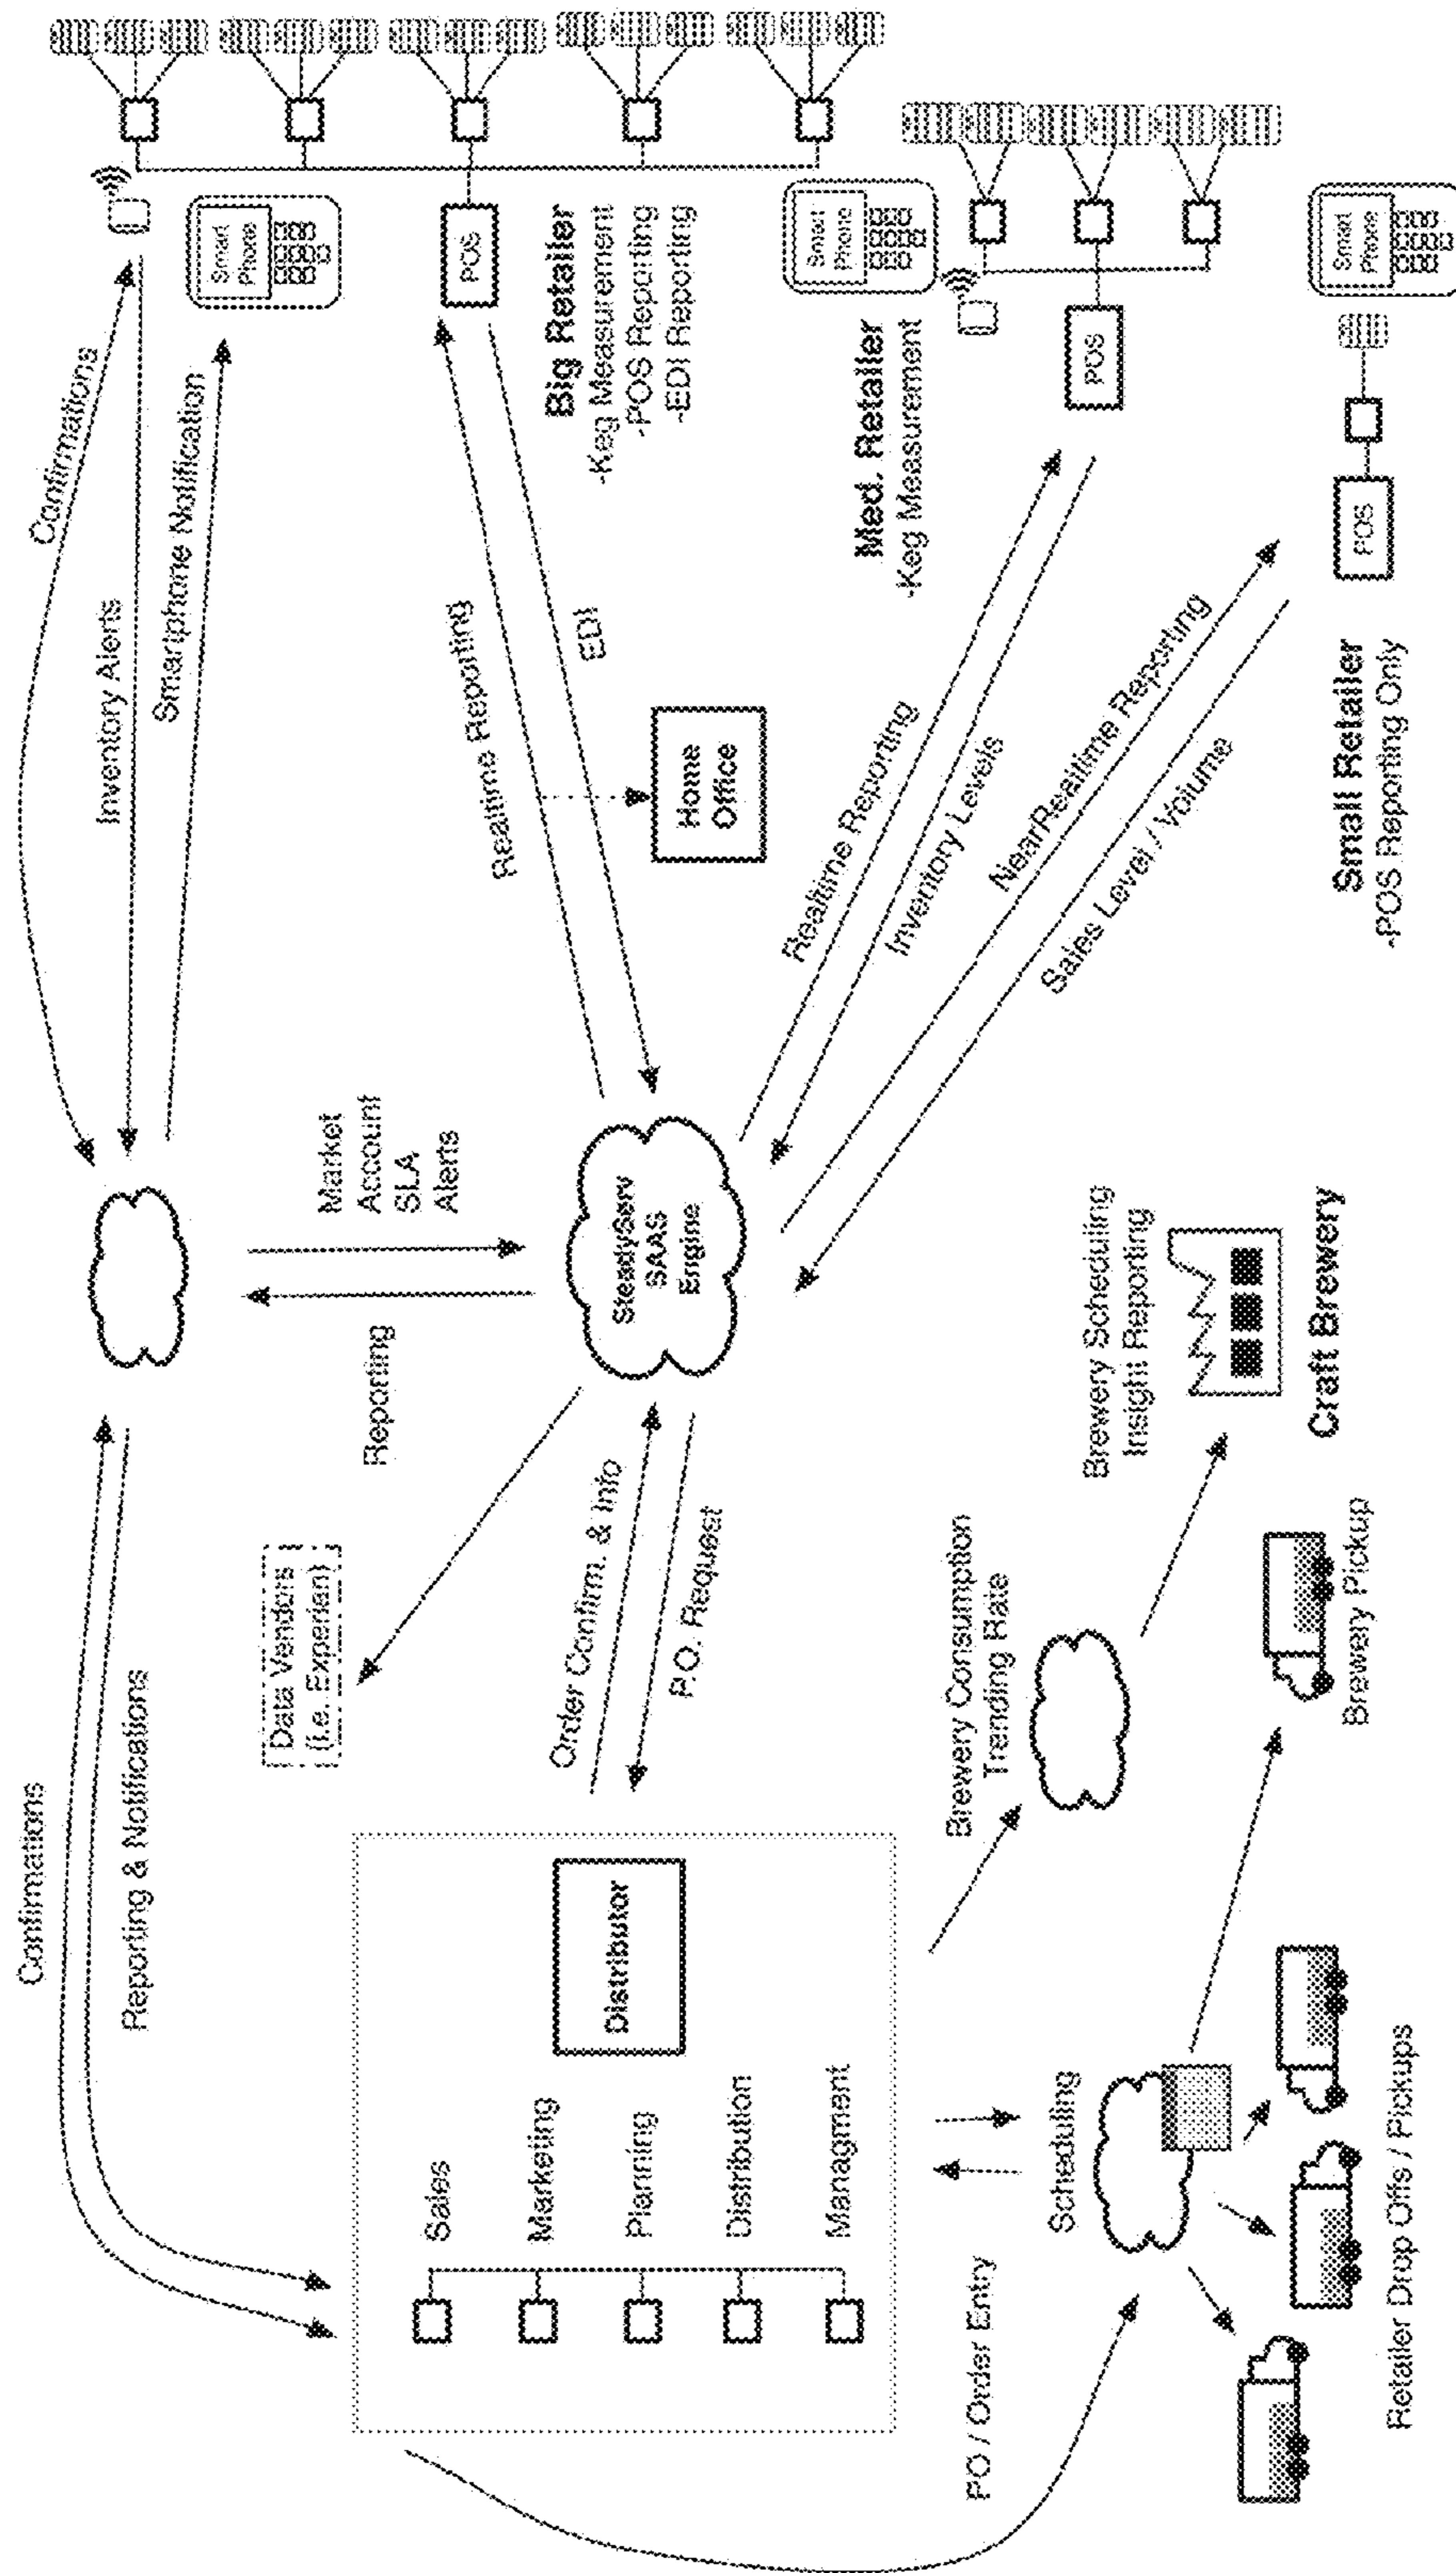 Confirmations
Reporting & Notifications
Confirmations
Inventory Alerts
Smartphone Notification
Smart
Phone
Reporting
Market
Account
SLA
Alerts
Data Vendors
(i.e. Experian)
Sales
Marketing
Planning
Distribution
Managment
Distributor
Order Confirm. & Info
P.O. Request
SteadyServ
SAAS
Engine
Realtime Reporting
EDI
Home
Office
POS
Big Retailer
-Keg Measurement
-POS Reporting
-EDI Reporting
Realtime Reporting
Inventory Levels
Smart
Phone
Med. Retailer
-Keg Measurement
POS
NearRealtime Reporting
Sales Level / Volume
Smart
Phone
POS
Small Retailer
-POS Reporting Only
PO / Order Entry
Scheduling
Brewery Consumption
Trending Rate
Brewery Scheduling
Insight Reporting
Craft Brewery
Brewery Pickup
Retailer Drop Offs / Pickups